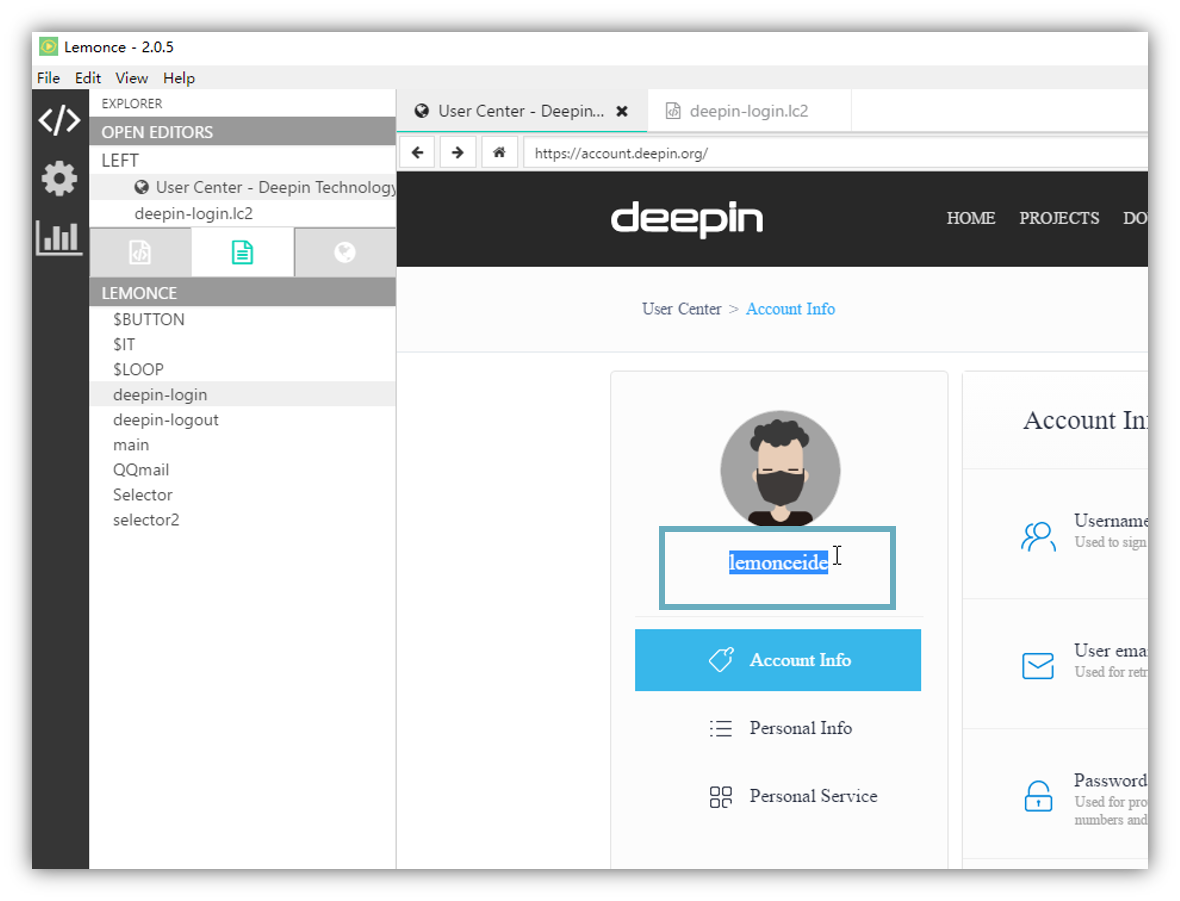 Lemonce - 2.0.5
File Edit View Help
EXPLORER
OPEN EDITORS
LEFT
User Center - Deepin Technology
deepin-login.lc2
LEMONCE
$BUTTON
$IT
$LOOP
deepin-login
deepin-logout
main
QQmail
Selector
selector2
User Center - Deepin...
deepin-login.lc2
https://account.deepin.org/
deepin
HOME PROJECTS DO
User Center > Account Info
lemonceide
Account Info
Personal Info
Personal Service
Account In
Username
Used to sign
User ema
Used for retr
Password
Used for pro
numbers and